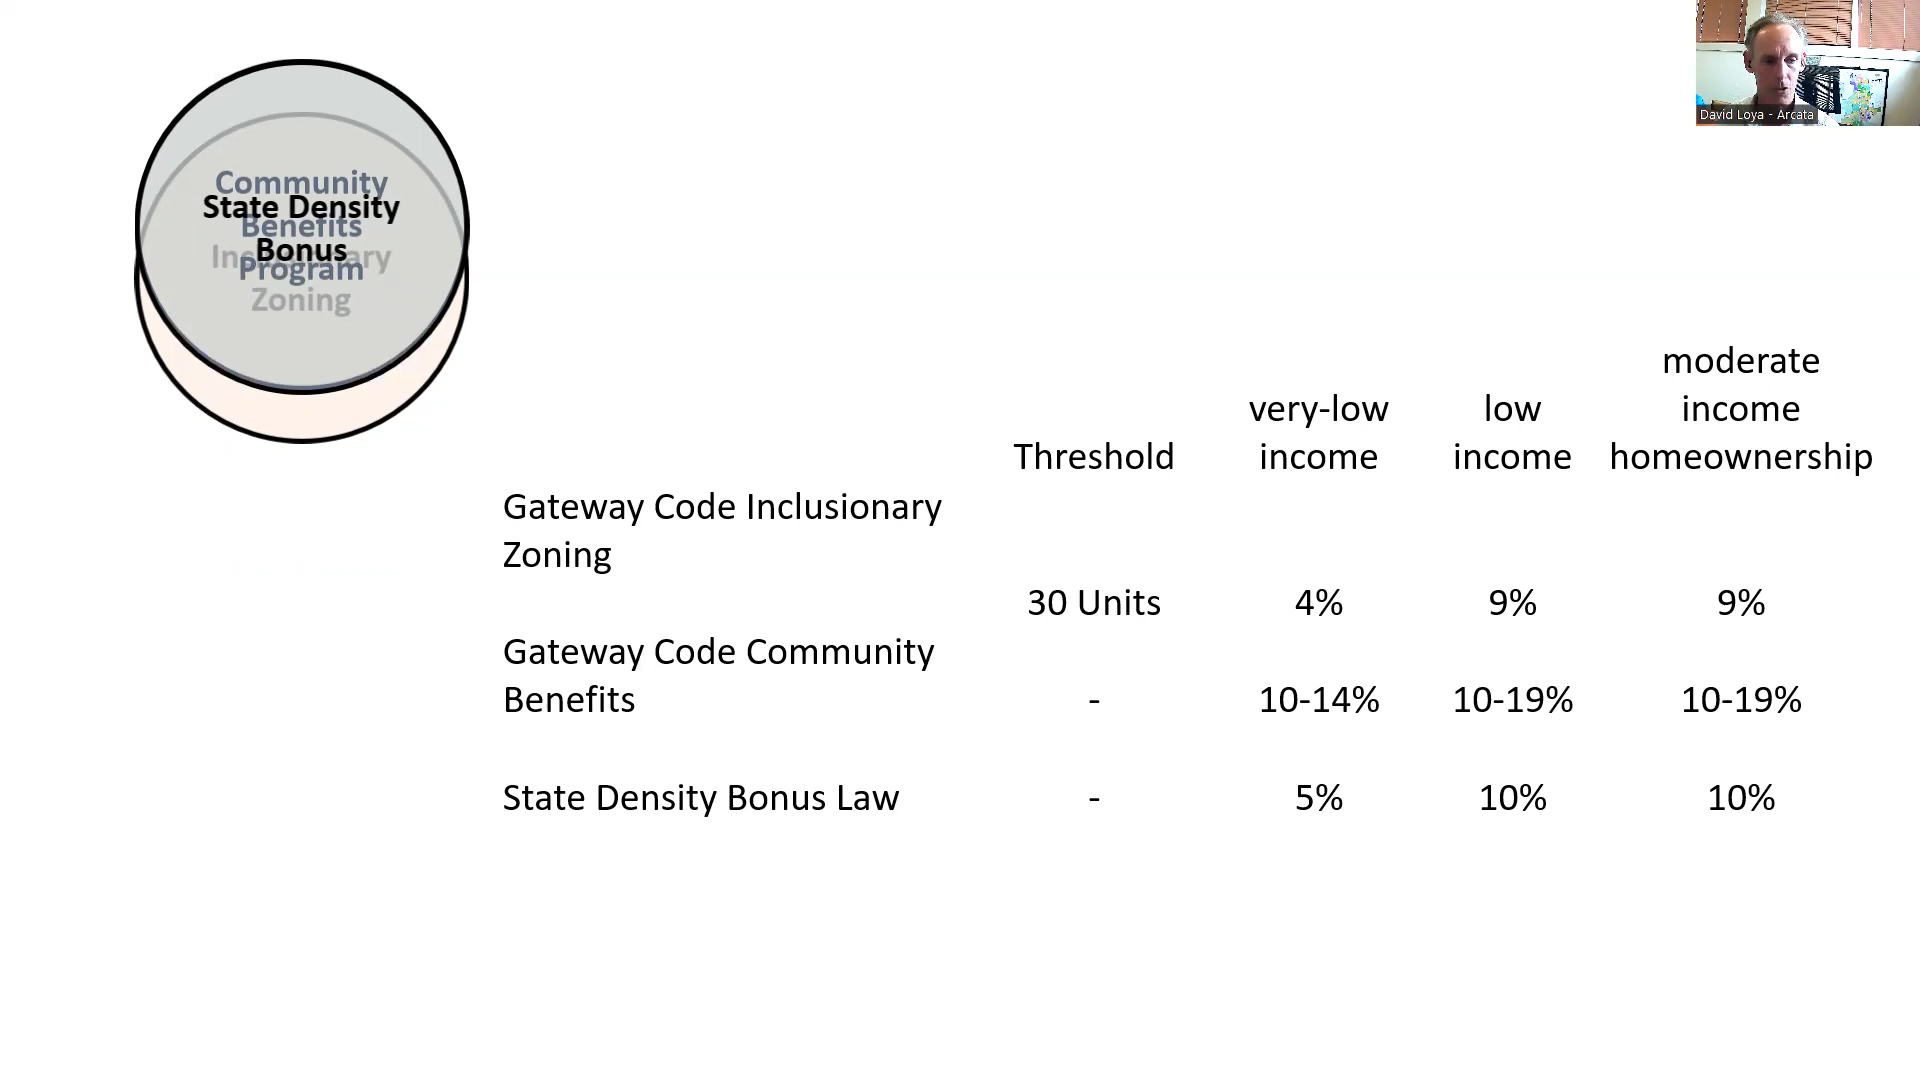 David Loya - Arcata
Community
State Density
Benefits
Bonus
Inclusionary
Program
Zoning
moderate
very-low low income
Threshold income income homeownership
Gateway Code Inclusionary
Zoning
30 Units 4% 9% 9%
Gateway Code Community
Benefits - 10-14% 10-19% 10-19%
State Density Bonus Law - 5% 10% 10%